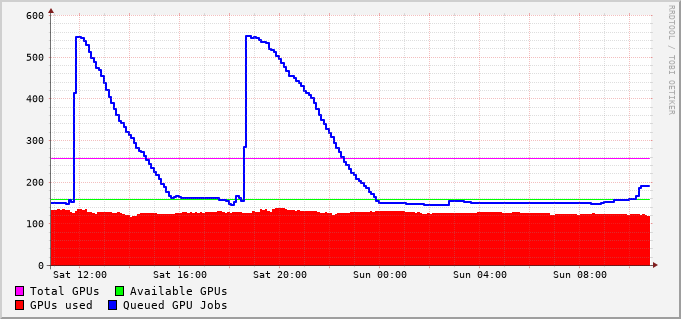 600
500
400
300
200
100
0
Sat 12:00 Sat 16:00 Sat 20:00 Sun 00:00 Sun 04:00 Sun 08:00
Total GPUs Available GPUs
GPUs used Queued GPU Jobs
RRDTOOL / TOBI OETIKER